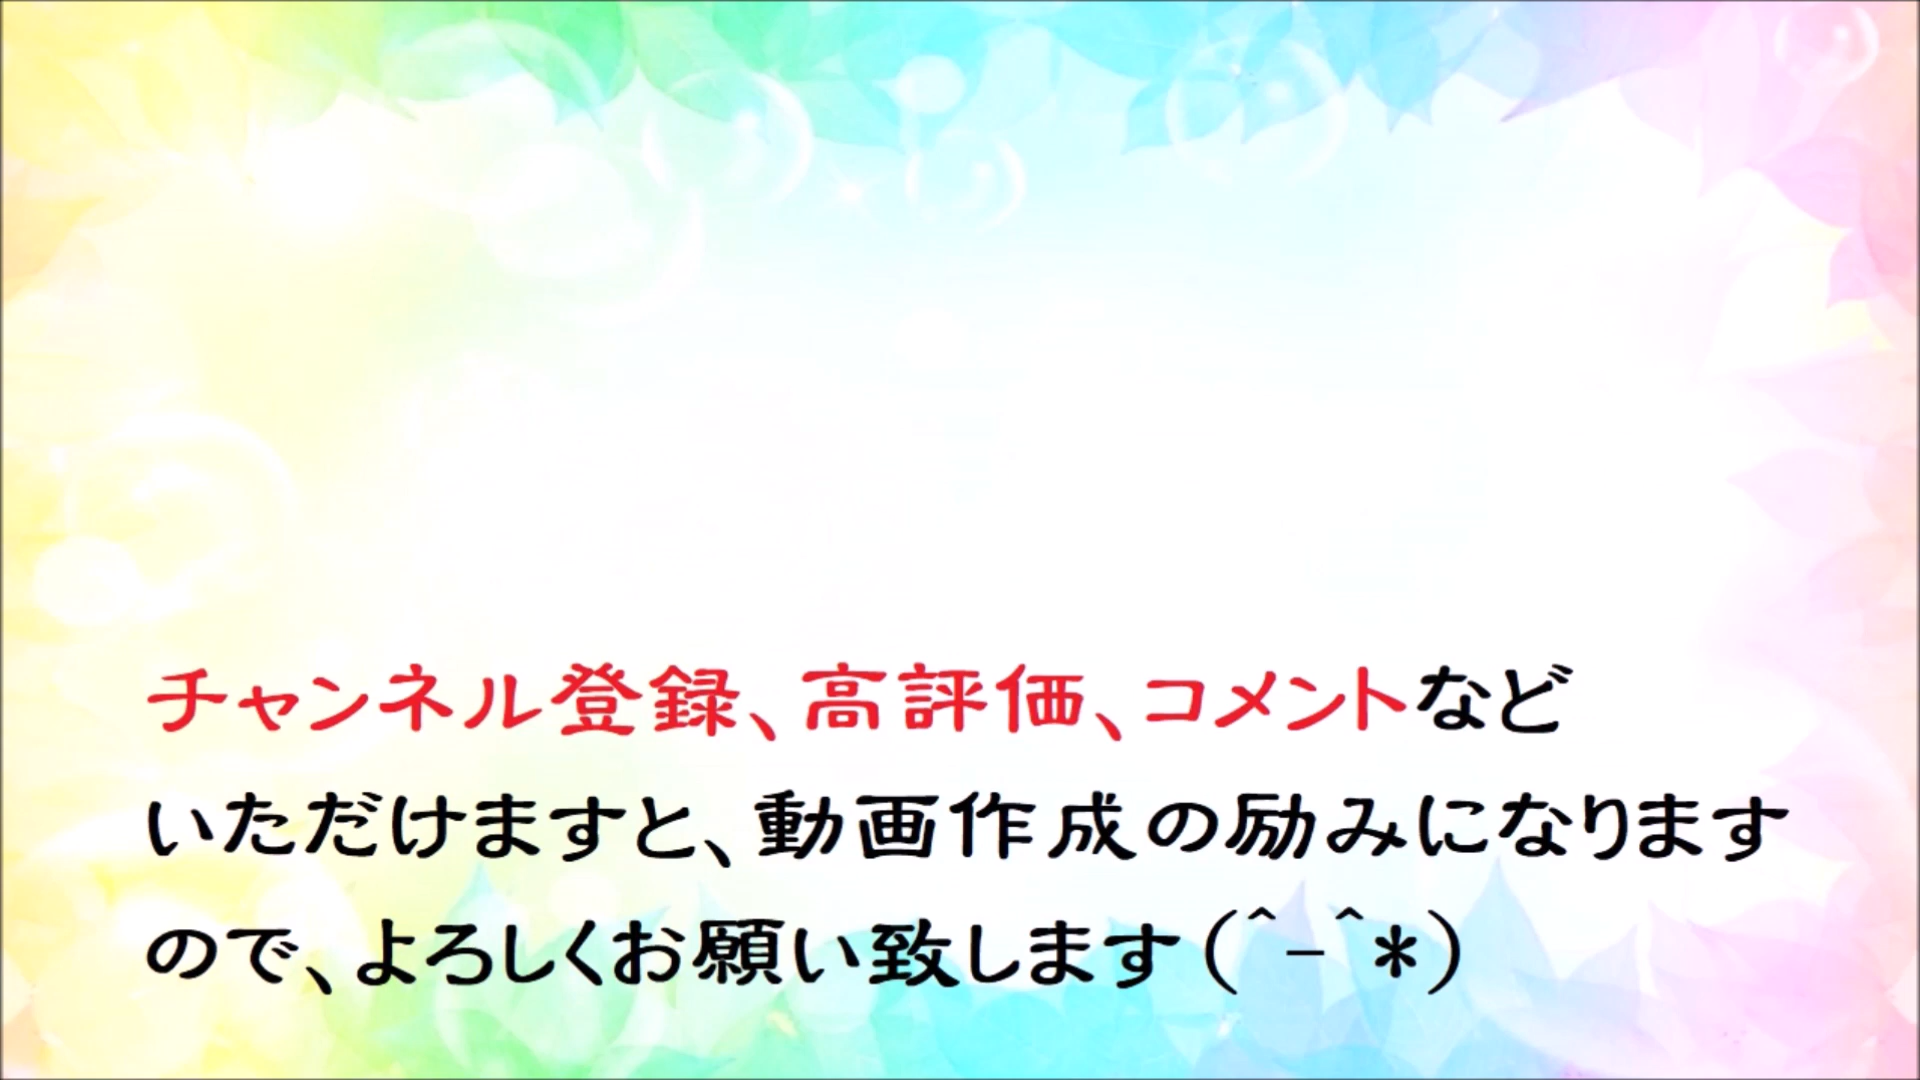 チャンネル登録、高評価、コメントなど
いただけますと、動画作成の励みになります
ので、よろしくお願い致します(^-^*)